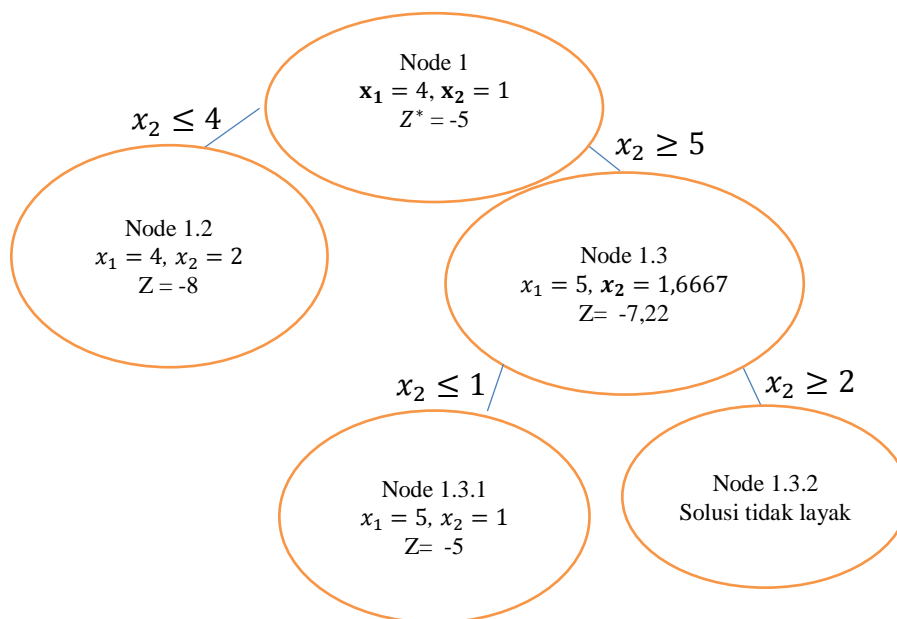 Node 1
x₁ = 4, x₂ = 1
Z* = -5
x₂ ≤ 4
x₂ ≥ 5
Node 1.2
x₁ = 4, x₂ = 2
Z = -8
Node 1.3
x₁ = 5, x₂ = 1,6667
Z= -7,22
x₂ ≤ 1
x₂ ≥ 2
Node 1.3.1
x₁ = 5, x₂ = 1
Z= -5
Node 1.3.2
Solusi tidak layak